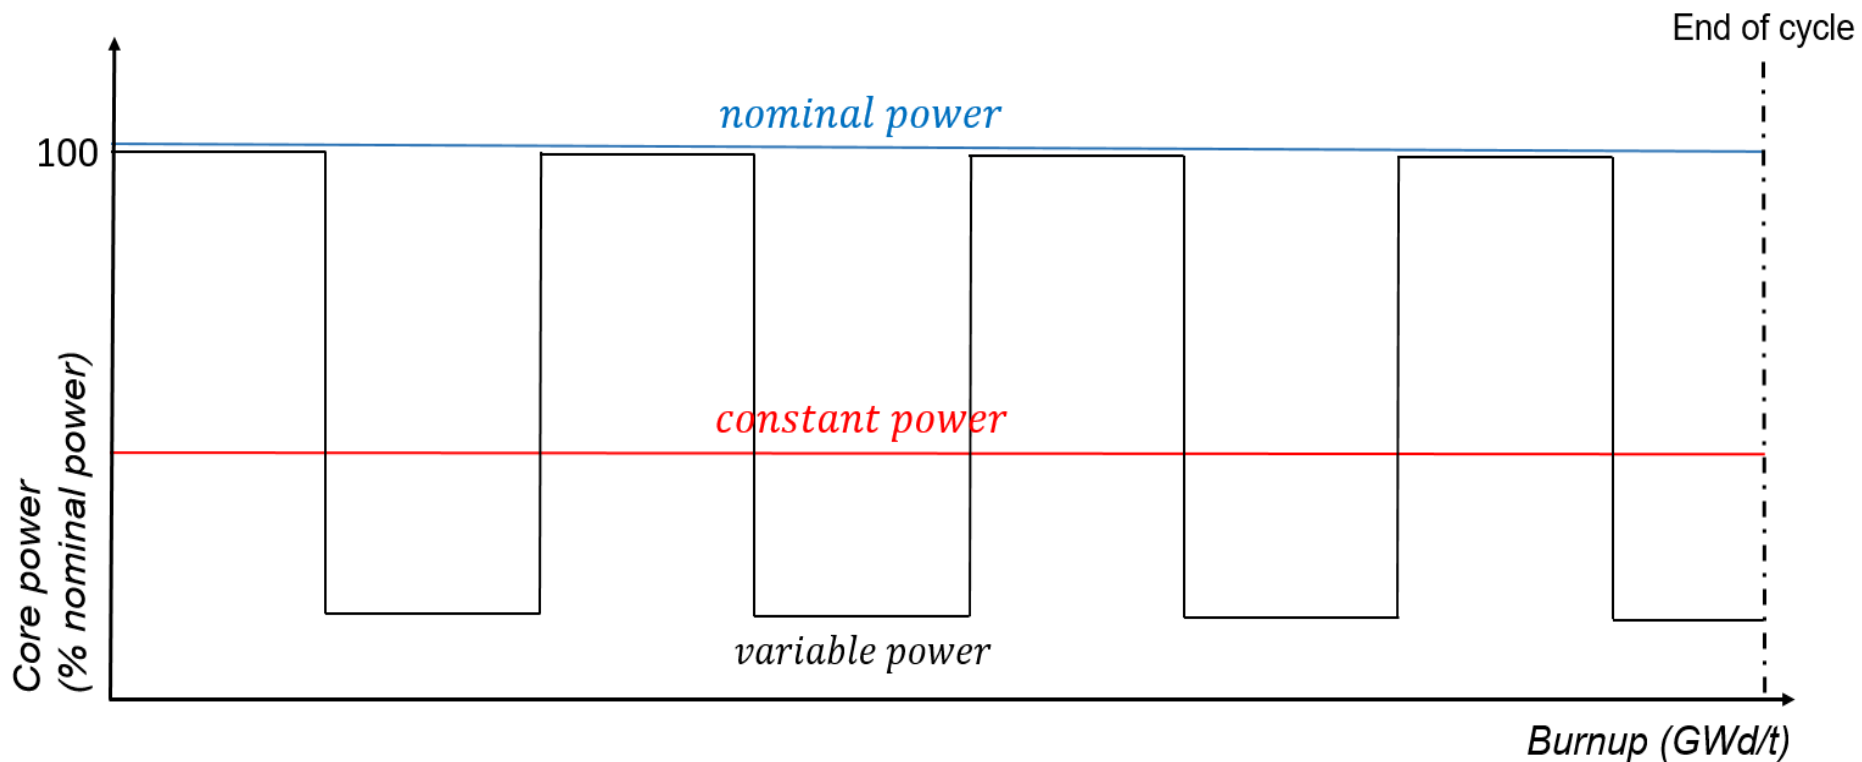 End of cycle
nominal power
100
constant power
Core power
(% nominal power)
variable power
Burnup (GWd/t)